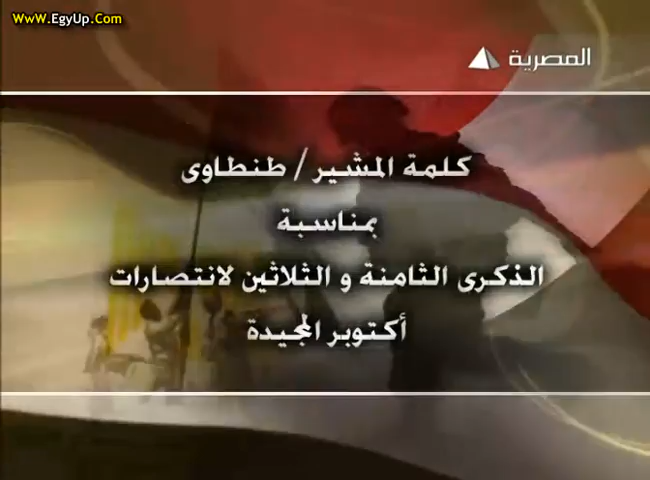 WwW.EgyUp.Com
المصرية
كلمة المشير / طنطاوى
بمناسبة
الذكرى الثامنة و الثلاثين لانتصارات
أكتوبر المجيدة